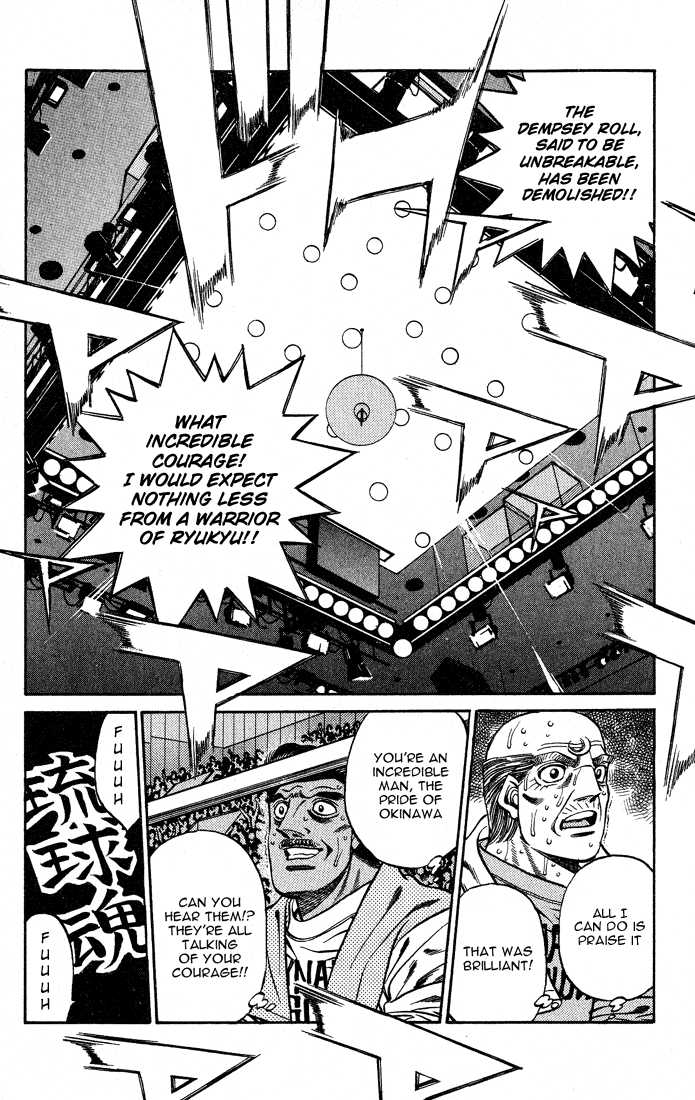 THE
DEMPSEY ROLL,
SAID TO BE
UNBREAKABLE,
HAS BEEN
DEMOLISHED!!
WHAT
INCREDIBLE
COURAGE!
I WOULD EXPECT
NOTHING LESS
FROM A WARRIOR
OF RYUKYU!!
ALL I
CAN DO IS
PRAISE IT
THAT WAS
BRILLIANT!
YOU'RE AN
INCREDIBLE
MAN, THE
PRIDE OF
OKINAWA
CAN YOU
HEAR THEM!?
THEY'RE ALL
TALKING
OF YOUR
COURAGE!!
FUUUH
琉球魂
FUUUH